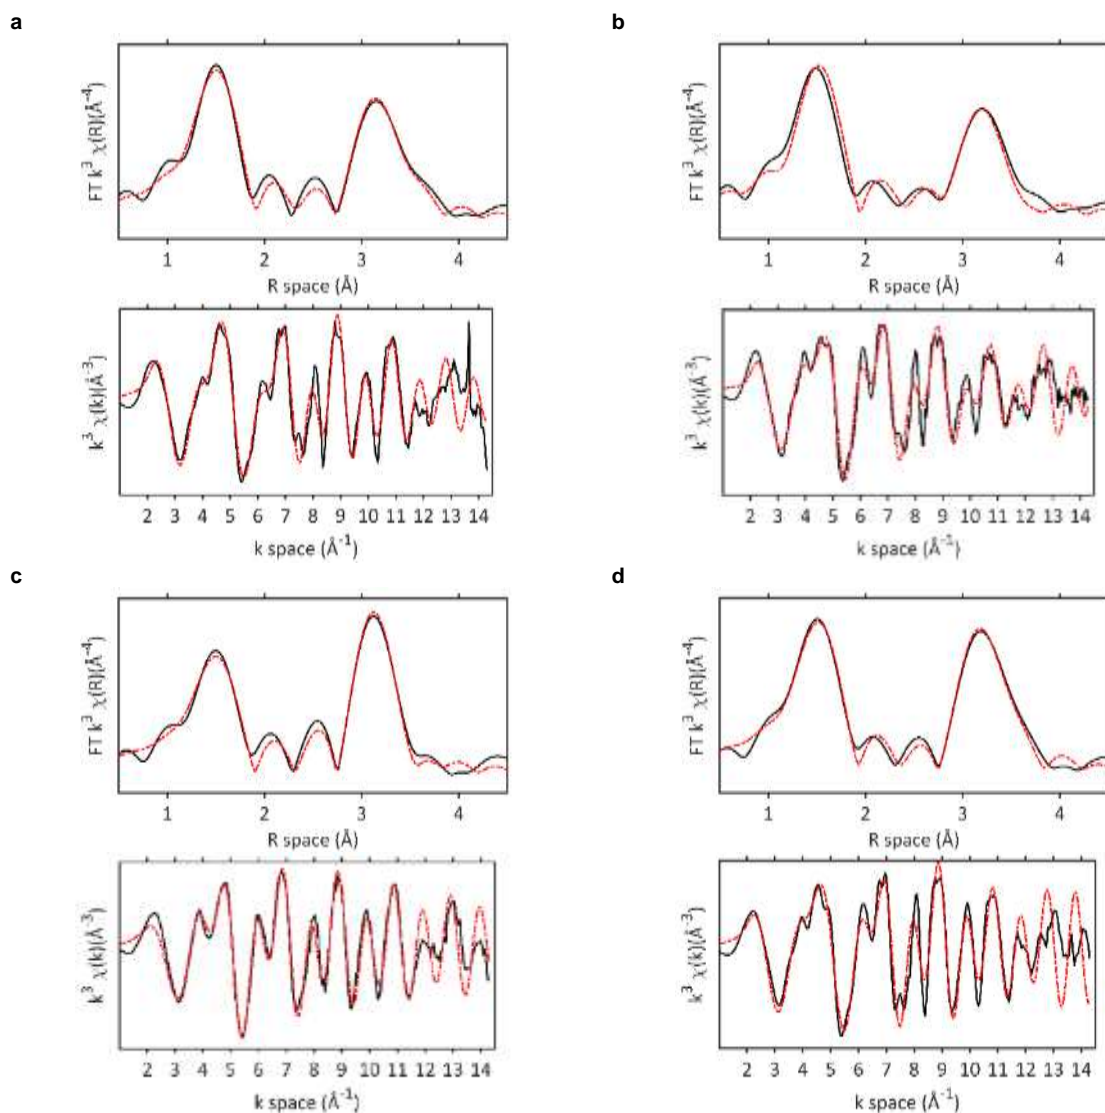 a
b
FT k³ χ(R)(Å⁻⁴)
FT k³ χ(R)(Å⁻⁴)
1 2 3 4
1 2 3 4
R space (Å)
R space (Å)
k³ χ(k)(Å⁻³)
k³ χ(k)(Å⁻³)
2 3 4 5 6 7 8 9 10 11 12 13 14
2 3 4 5 6 7 8 9 10 11 12 13 14
k space (Å⁻¹)
k space (Å⁻¹)
c
d
FT k³ χ(R)(Å⁻⁴)
FT k³ χ(R)(Å⁻⁴)
1 2 3 4
1 2 3 4
R space (Å)
R space (Å)
k³ χ(k)(Å⁻³)
k³ χ(k)(Å⁻³)
2 3 4 5 6 7 8 9 10 11 12 13 14
2 3 4 5 6 7 8 9 10 11 12 13 14
k space (Å⁻¹)
k space (Å⁻¹)